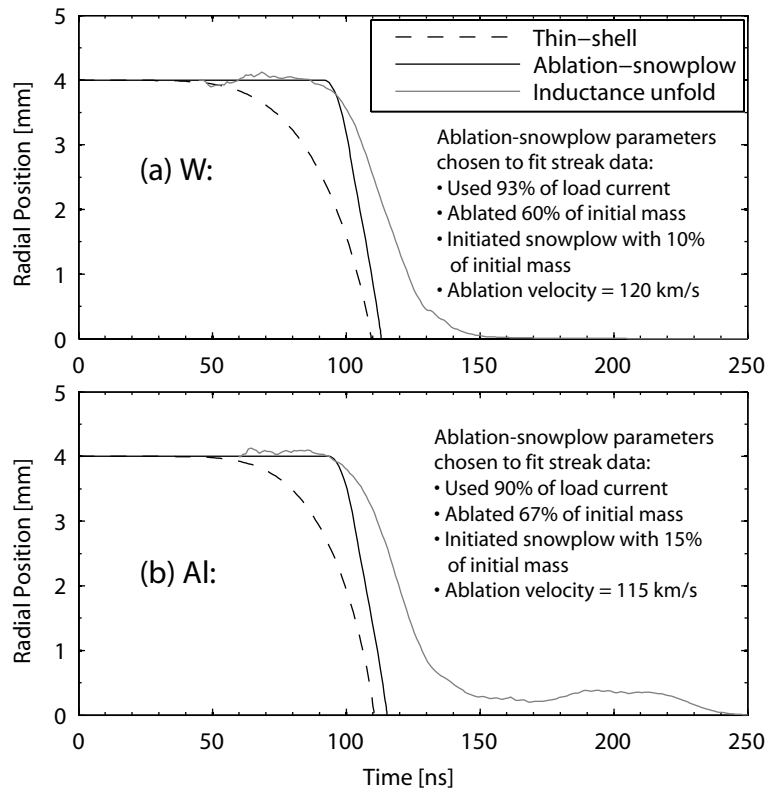 5
4
3
2
1
0
Radial Position [mm]
Thin−shell
Ablation−snowplow
Inductance unfold
(a) W:
Ablation-snowplow parameters
chosen to fit streak data:
• Used 93% of load current
• Ablated 60% of initial mass
• Initiated snowplow with 10%
of initial mass
• Ablation velocity = 120 km/s
0 50 100 150 200 250
5
4
3
2
1
0
Radial Position [mm]
(b) Al:
Ablation-snowplow parameters
chosen to fit streak data:
• Used 90% of load current
• Ablated 67% of initial mass
• Initiated snowplow with 15%
of initial mass
• Ablation velocity = 115 km/s
0 50 100 150 200 250
Time [ns]